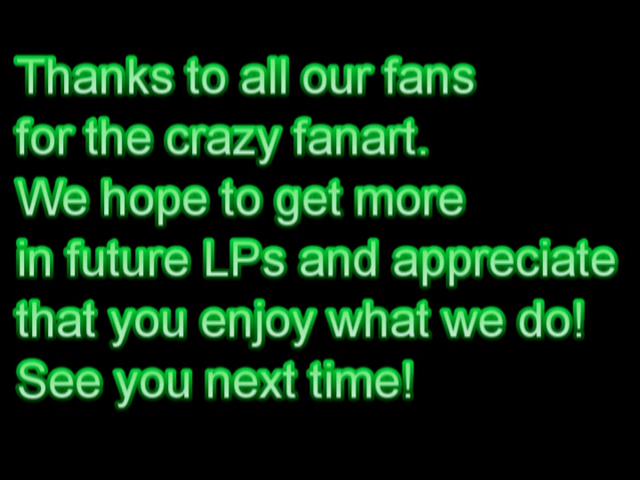 Thanks to all our fans
for the crazy fanart.
We hope to get more
in future LPs and appreciate
that you enjoy what we do!
See you next time!